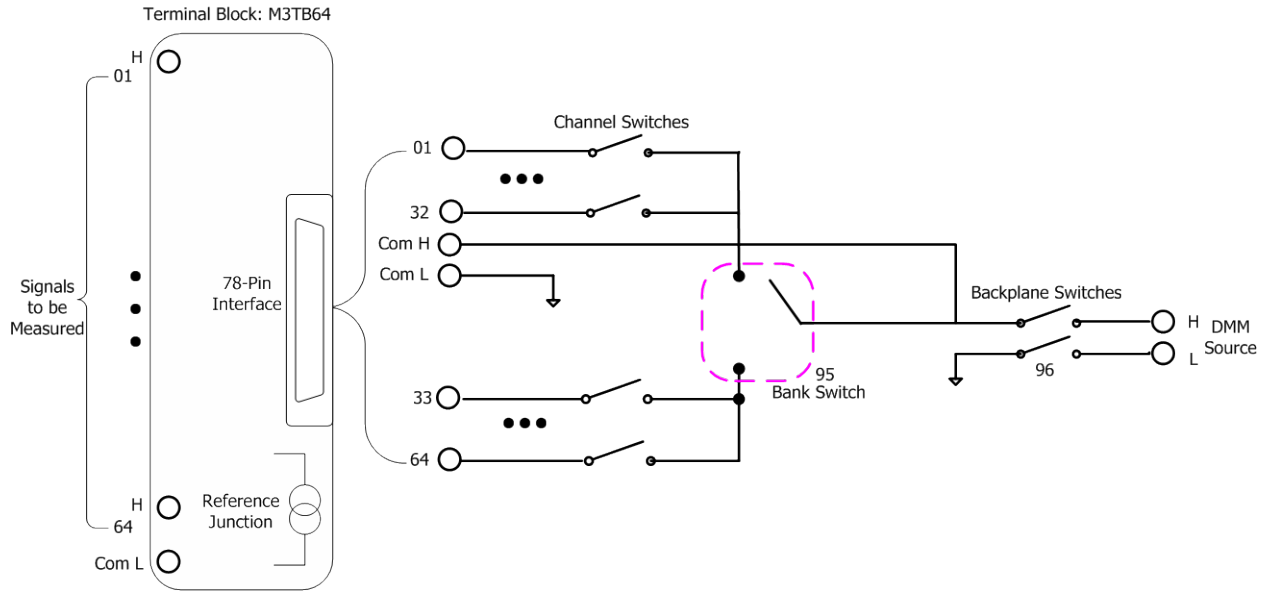 Terminal Block: M3TB64
H
01
Signals
to be
Measured
78-Pin
Interface
H
64
Com L
Reference
Junction
Channel Switches
01
32
Com H
Com L
33
64
95
Bank Switch
Backplane Switches
96
H
L
DMM
Source